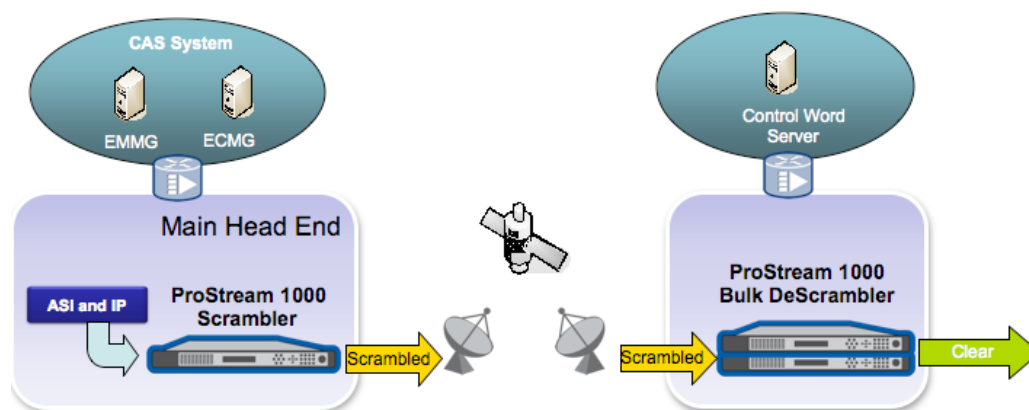 CAS System
EMMG
ECMG
Control Word
Server
Main Head End
ASI and IP
ProStream 1000
Scrambler
Scrambled
Scrambled
ProStream 1000
Bulk DeScrambler
Clear